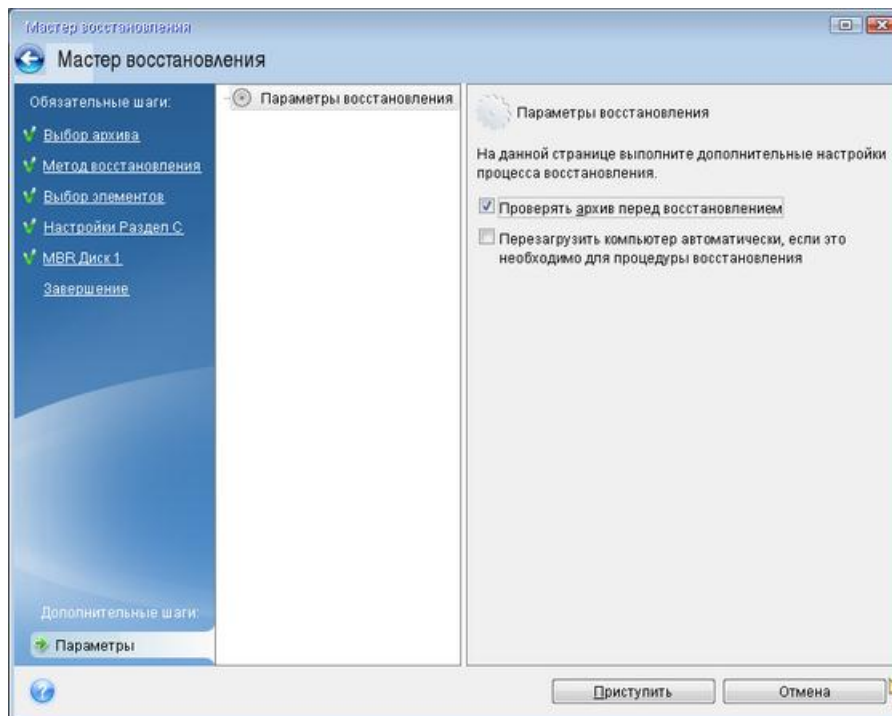 Мастер восстановления
Мастер восстановления
Обязательные шаги:
Выбор архива
Метод восстановления
Выбор элементов
Настройки Раздел C
MBR Диск 1
Завершение
Дополнительные шаги:
Параметры
Параметры восстановления
Параметры восстановления
На данной странице выполните дополнительные настройки
процесса восстановления.
Проверять архив перед восстановлением
Перезагрузить компьютер автоматически, если это
необходимо для процедуры восстановления
Приступить
Отмена